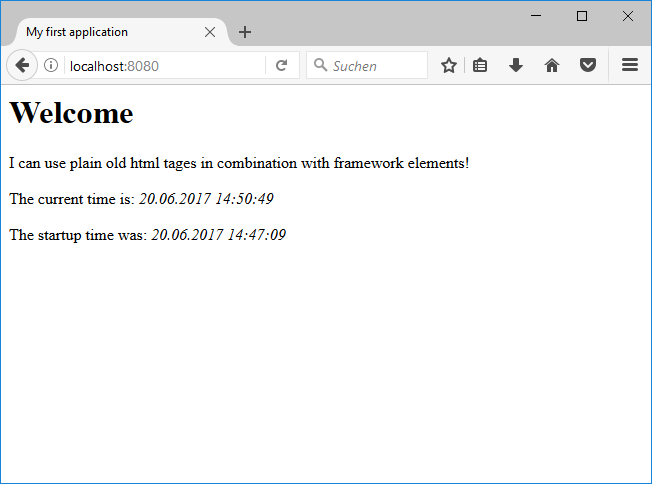 My first application
localhost:8080
Suchen
Welcome
I can use plain old html tages in combination with framework elements!
The current time is: 20.06.2017 14:50:49
The startup time was: 20.06.2017 14:47:09